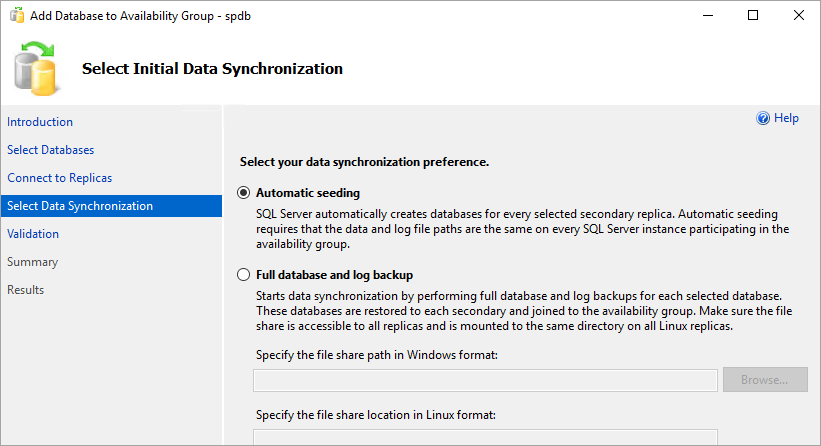 Add Database to Availability Group - spdb
Select Initial Data Synchronization
Introduction
Select Databases
Connect to Replicas
Select Data Synchronization
Validation
Summary
Results
Help
Select your data synchronization preference.
Automatic seeding
SQL Server automatically creates databases for every selected secondary replica. Automatic seeding
requires that the data and log file paths are the same on every SQL Server instance participating in the
availability group.
Full database and log backup
Starts data synchronization by performing full database and log backups for each selected database.
These databases are restored to each secondary and joined to the availability group. Make sure the file
share is accessible to all replicas and is mounted to the same directory on all Linux replicas.
Specify the file share path in Windows format:
Browse...
Specify the file share location in Linux format: